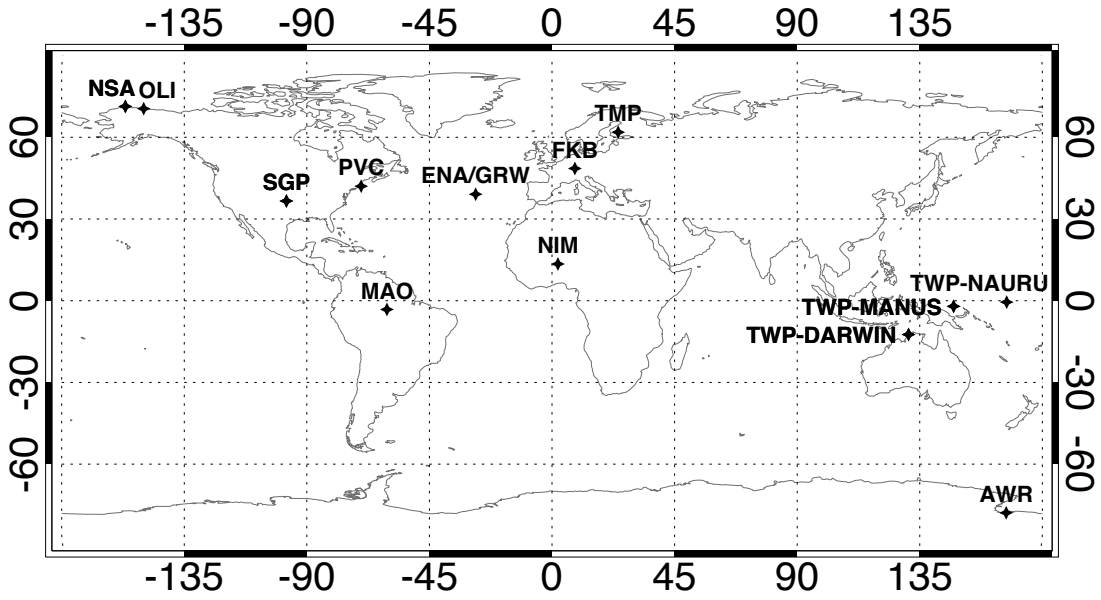 -135 -90 -45 0 45 90 135
NSA OLI
TMP
60 60
FKB
PVC
ENA/GRW
SGP
30 30
NIM
TWP-NAURU
MAO
0 0
TWP-MANUS
TWP-DARWIN
-30 -30
-60 -60
AWR
-135 -90 -45 0 45 90 135